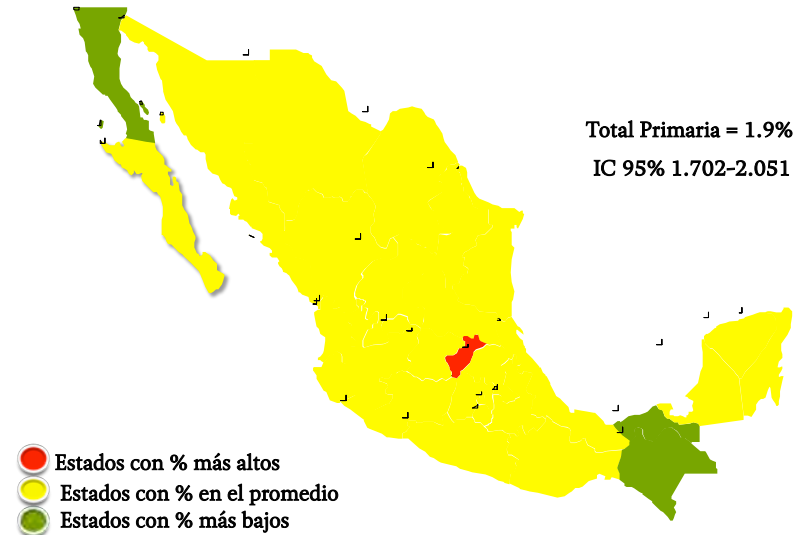 Total Primaria = 1.9%
IC 95% 1.702-2.051
Estados con % más altos
Estados con % en el promedio
Estados con % más bajos